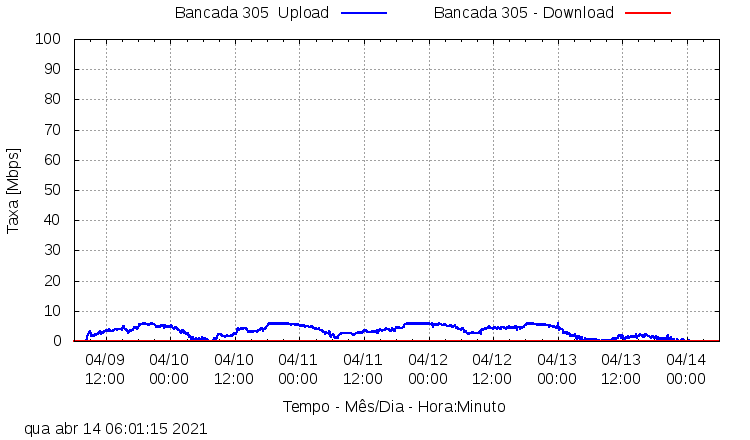 Bancada 305  Upload
Bancada 305 - Download
100
90
80
70
60
50
40
30
20
10
0
Taxa [Mbps]
04/09 04/10 04/10 04/11 04/11 04/12 04/12 04/13 04/13 04/14
12:00 00:00 12:00 00:00 12:00 00:00 12:00 00:00 12:00 00:00
Tempo - Mês/Dia - Hora:Minuto
qua abr 14 06:01:15 2021